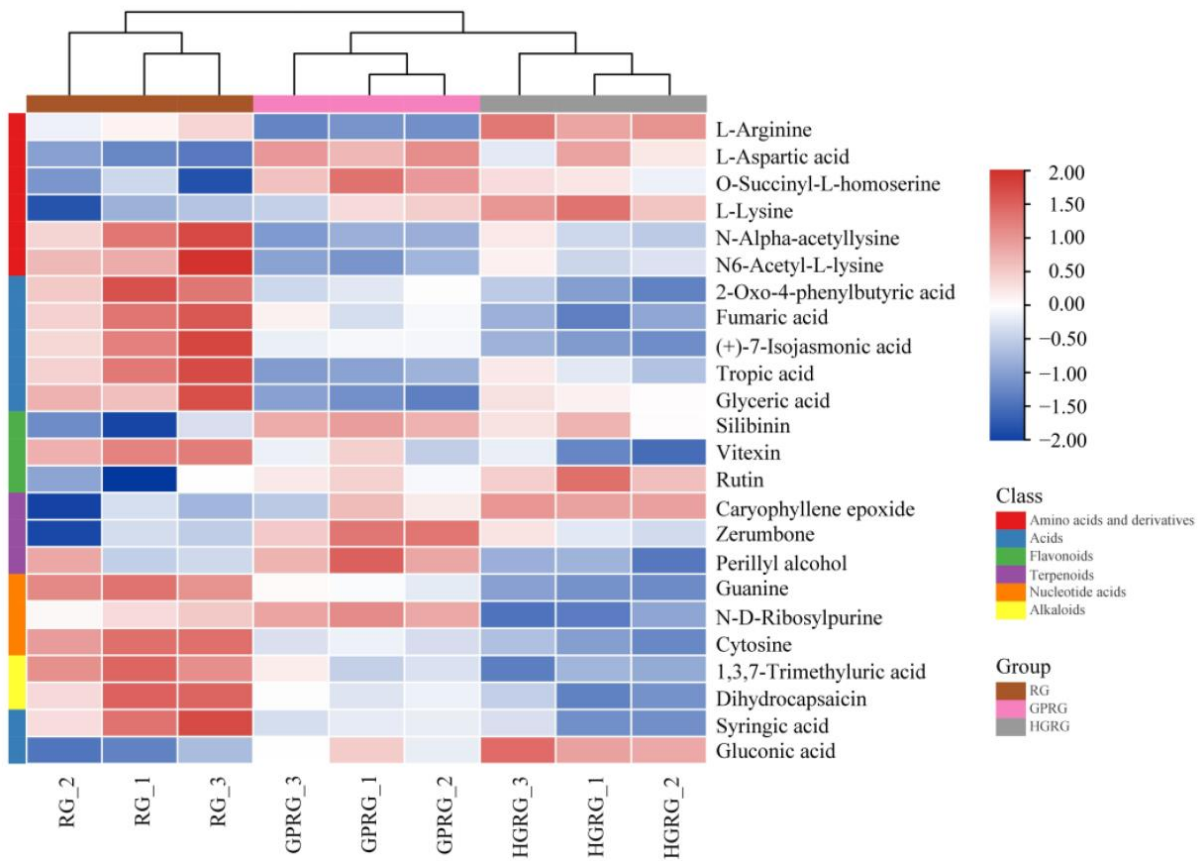 L-Arginine
L-Aspartic acid
O-Succinyl-L-homoserine
L-Lysine
N-Alpha-acetyllysine
N6-Acetyl-L-lysine
2-Oxo-4-phenylbutyric acid
Fumaric acid
(+)-7-Isojasmonic acid
Tropic acid
Glyceric acid
Silibinin
Vitexin
Rutin
Caryophyllene epoxide
Zerumbone
Perillyl alcohol
Guanine
N-D-Ribosylpurine
Cytosine
1,3,7-Trimethyluric acid
Dihydrocapsaicin
Syringic acid
Gluconic acid
RG_2
RG_1
RG_3
GPRG_3
GPRG_1
GPRG_2
HGRG_3
HGRG_1
HGRG_2
2.00
1.50
1.00
0.50
0.00
−0.50
−1.00
−1.50
−2.00
Class
Amino acids and derivatives
Acids
Flavonoids
Terpenoids
Nucleotide acids
Alkaloids
Group
RG
GPRG
HGRG